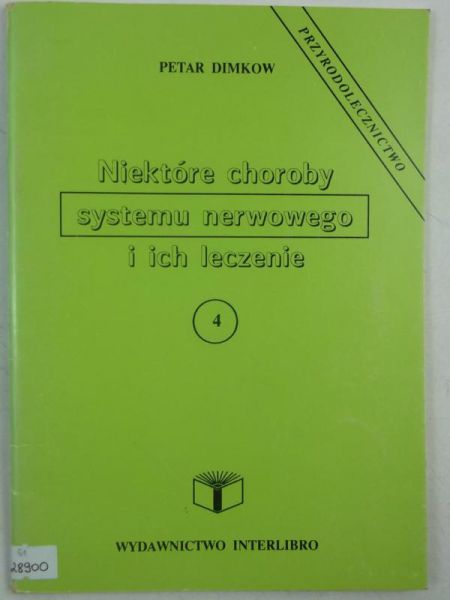 PETAR DIMKOW
PRZYRODOLECZNICTWO
Niektóre choroby
systemu nerwowego
i ich leczenie
4
WYDAWNICTWO INTERLIBRO
28900